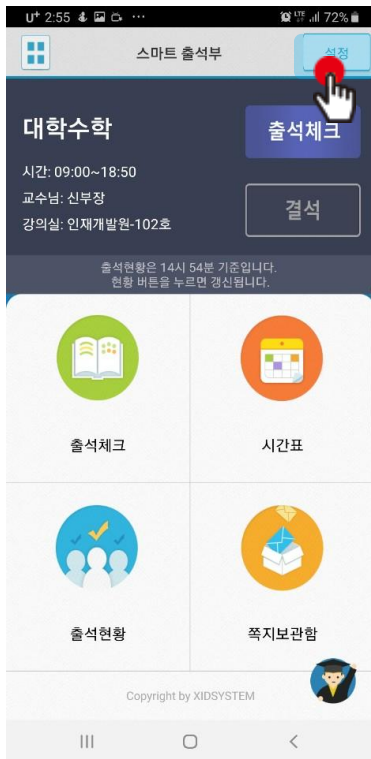 U+ 2:55 ... LTE 72%
스마트 출석부
설정
대학수학
출석체크
시간: 09:00~18:50
교수님: 신부장
결석
강의실: 인재개발원-102호
출석현황은 14시 54분 기준입니다.
현황 버튼을 누르면 갱신됩니다.
출석체크
시간표
출석현황
쪽지보관함
Copyright by XIDSYSTEM